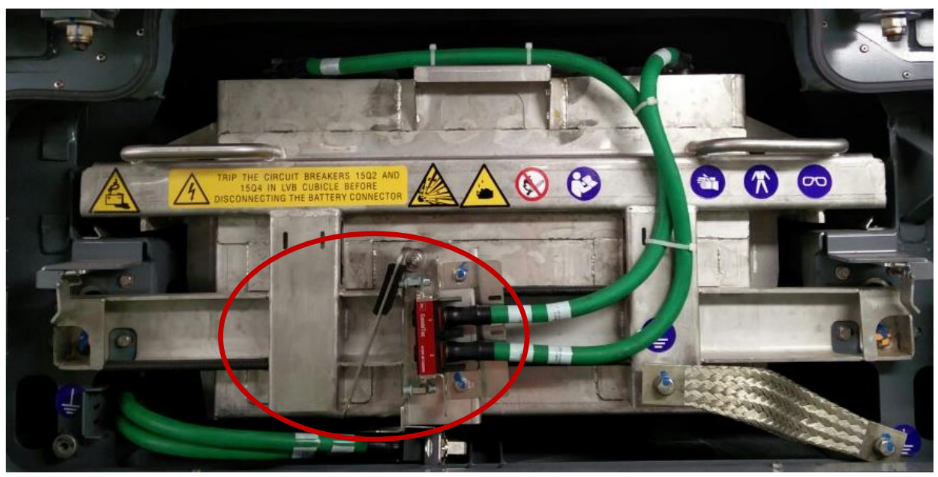 TRIP THE CIRCUIT BREAKERS 15Q2 AND
15Q4 IN LVB CUBICLE BEFORE
DISCONNECTING THE BATTERY CONNECTOR